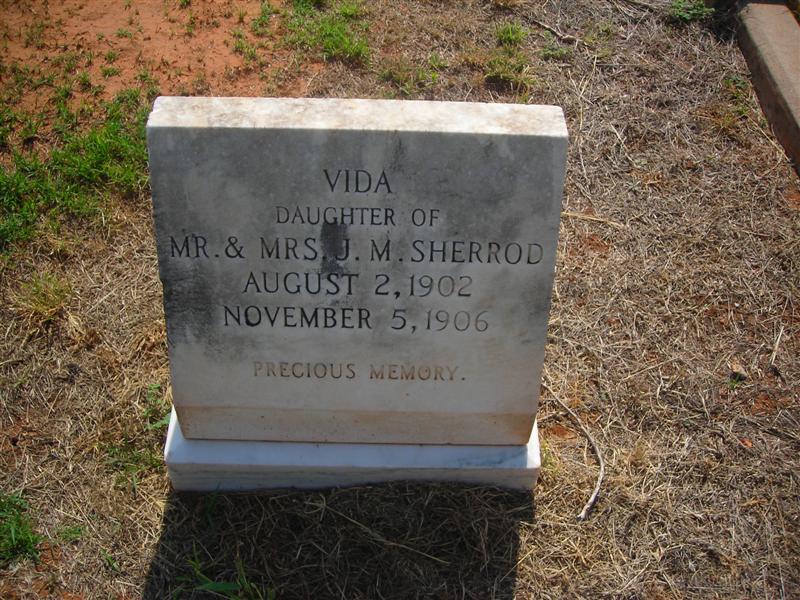 VIDA
DAUGHTER OF
MR. & MRS. J. M. SHERROD
AUGUST 2, 1902
NOVEMBER 5, 1906
PRECIOUS MEMORY.